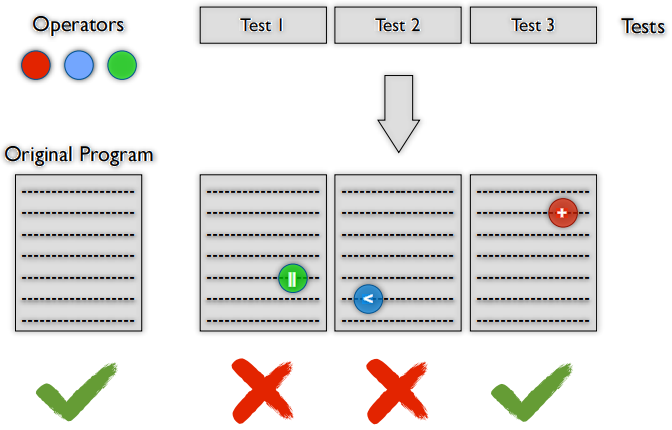 Operators
Test 1
Test 2
Test 3
Tests
Original Program
+
||
<